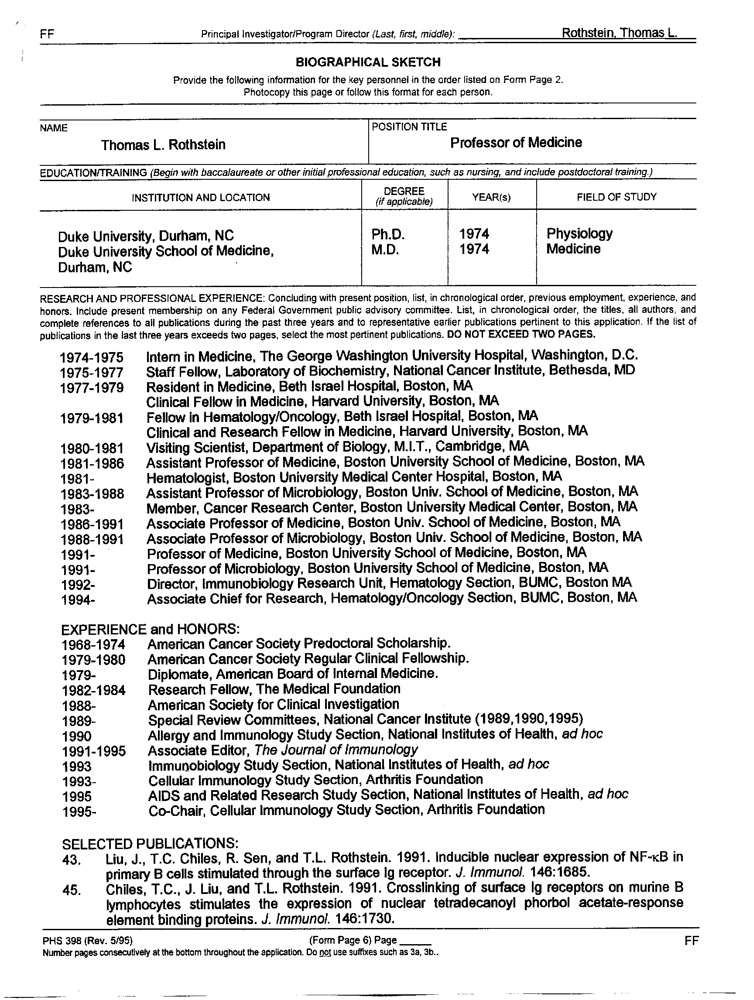 FF Principal Investigator/Program Director (Last, first, middle): Rothstein, Thomas L.
BIOGRAPHICAL SKETCH
Provide the following information for the key personnel in the order listed on Form Page 2.
Photocopy this page or follow this format for each person.
NAME POSITION TITLE
Thomas L. Rothstein Professor of Medicine
EDUCATION/TRAINING (Begin with baccalaureate or other initial professional education, such as nursing, and include postdoctoral training.)
INSTITUTION AND LOCATION DEGREE (if applicable) YEAR(s) FIELD OF STUDY
Duke University, Durham, NC Ph.D. 1974 Physiology
Duke University School of Medicine, M.D. 1974 Medicine
Durham, NC
RESEARCH AND PROFESSIONAL EXPERIENCE: Concluding with present position, list, in chronological order, previous employment, experience, and
honors. Include present membership on any Federal Government public advisory committee. List, in chronological order, the titles, all authors, and
complete references to all publications during the past three years and to representative earlier publications pertinent to this application. If the list of
publications in the last three years exceeds two pages, select the most pertinent publications. DO NOT EXCEED TWO PAGES.
1974-1975 Intern in Medicine, The George Washington University Hospital, Washington, D.C.
1975-1977 Staff Fellow, Laboratory of Biochemistry, National Cancer Institute, Bethesda, MD
1977-1979 Resident in Medicine, Beth Israel Hospital, Boston, MA
Clinical Fellow in Medicine, Harvard University, Boston, MA
1979-1981 Fellow in Hematology/Oncology, Beth Israel Hospital, Boston, MA
Clinical and Research Fellow in Medicine, Harvard University, Boston, MA
1980-1981 Visiting Scientist, Department of Biology, M.I.T., Cambridge, MA
1981-1986 Assistant Professor of Medicine, Boston University School of Medicine, Boston, MA
1981- Hematologist, Boston University Medical Center Hospital, Boston, MA
1983-1988 Assistant Professor of Microbiology, Boston Univ. School of Medicine, Boston, MA
1983- Member, Cancer Research Center, Boston University Medical Center, Boston, MA
1986-1991 Associate Professor of Medicine, Boston Univ. School of Medicine, Boston, MA
1988-1991 Associate Professor of Microbiology, Boston Univ. School of Medicine, Boston, MA
1991- Professor of Medicine, Boston University School of Medicine, Boston, MA
1991- Professor of Microbiology, Boston University School of Medicine, Boston, MA
1992- Director, Immunobiology Research Unit, Hematology Section, BUMC, Boston MA
1994- Associate Chief for Research, Hematology/Oncology Section, BUMC, Boston, MA
EXPERIENCE and HONORS:
1968-1974 American Cancer Society Predoctoral Scholarship.
1979-1980 American Cancer Society Regular Clinical Fellowship.
1979- Diplomate, American Board of Internal Medicine.
1982-1984 Research Fellow, The Medical Foundation
1988- American Society for Clinical Investigation
1989- Special Review Committees, National Cancer Institute (1989,1990,1995)
1990 Allergy and Immunology Study Section, National Institutes of Health, ad hoc
1991-1995 Associate Editor, The Journal of Immunology
1993 Immunobiology Study Section, National Institutes of Health, ad hoc
1993- Cellular Immunology Study Section, Arthritis Foundation
1995 AIDS and Related Research Study Section, National Institutes of Health, ad hoc
1995- Co-Chair, Cellular Immunology Study Section, Arthritis Foundation
SELECTED PUBLICATIONS:
43. Liu, J., T.C. Chiles, R. Sen, and T.L. Rothstein. 1991. Inducible nuclear expression of NF-κB in
primary B cells stimulated through the surface Ig receptor. J. Immunol. 146:1685.
45. Chiles, T.C., J. Liu, and T.L. Rothstein. 1991. Crosslinking of surface Ig receptors on murine B
lymphocytes stimulates the expression of nuclear tetradecanoyl phorbol acetate-response
element binding proteins. J. Immunol. 146:1730.
PHS 398 (Rev. 5/95) (Form Page 6) Page ______ FF
Number pages consecutively at the bottom throughout the application. Do not use suffixes such as 3a, 3b..